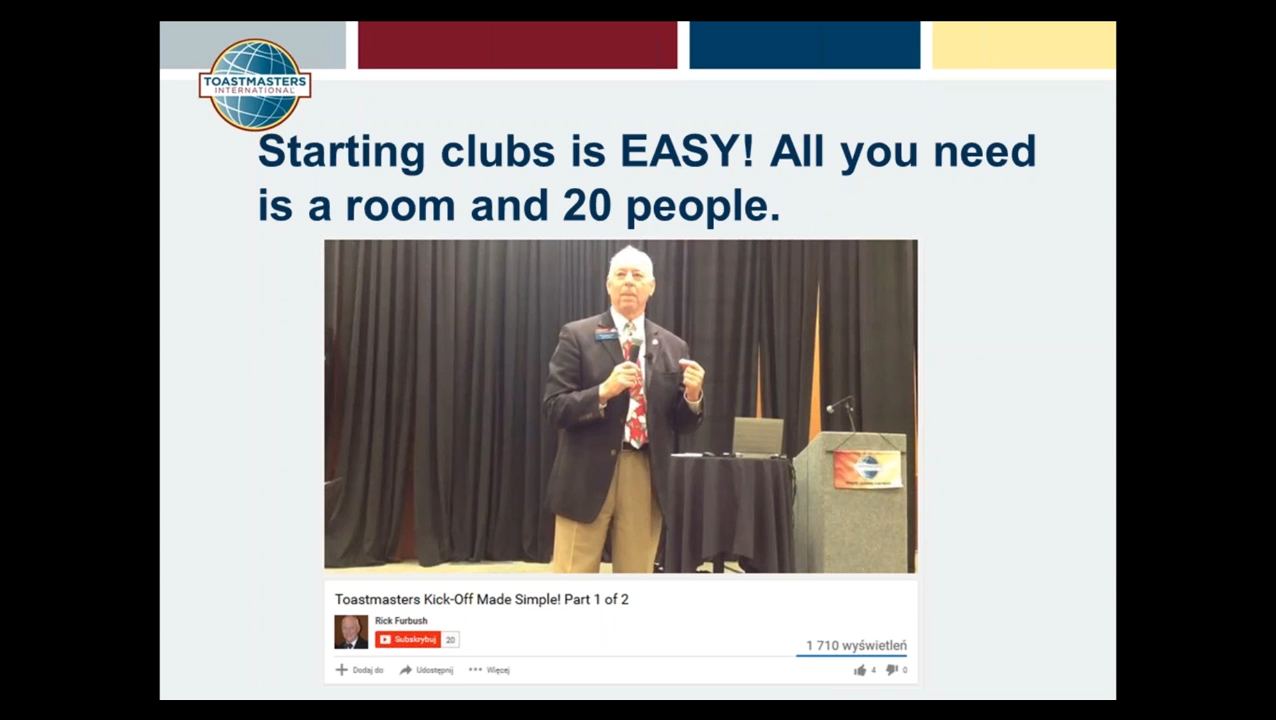 TOASTMASTERS
INTERNATIONAL
Starting clubs is EASY! All you need
is a room and 20 people.
Toastmasters Kick-Off Made Simple! Part 1 of 2
Rick Furbush
Subskrybuj 20
1 710 wyświetleń
Dodaj do Udostępnij Więcej
4 0